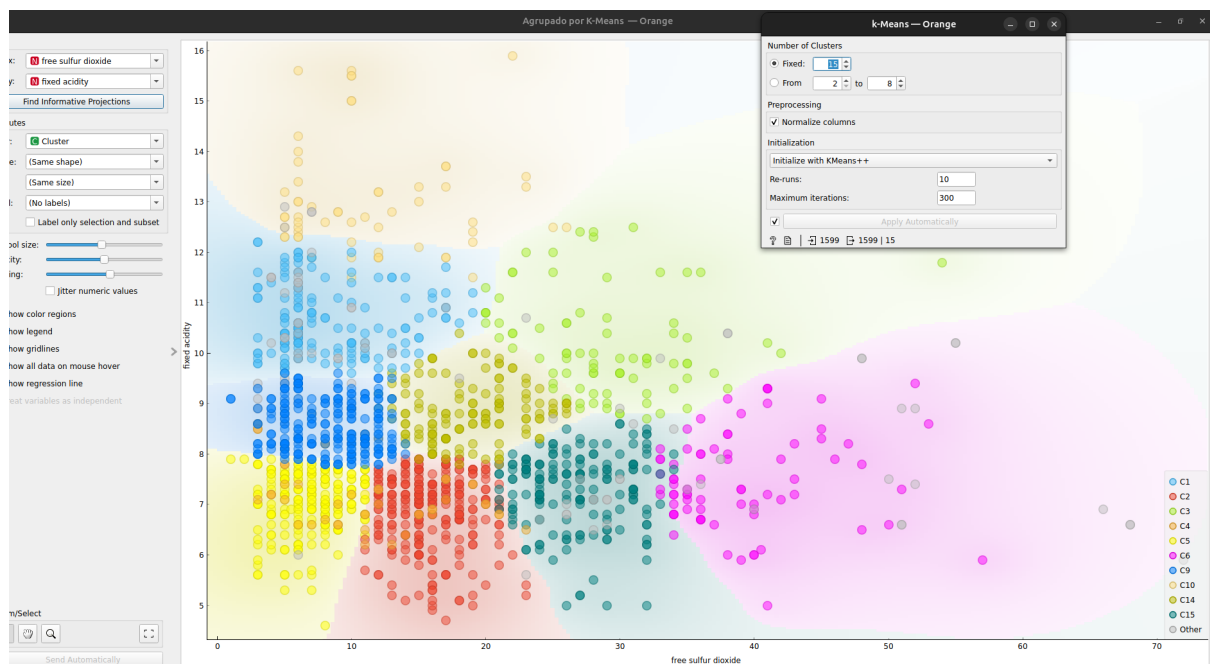 Agrupado por K-Means — Orange
x: free sulfur dioxide
y: fixed acidity
Find Informative Projections
utes
r: Cluster
e: (Same shape)
(Same size)
l: (No labels)
Label only selection and subset
ool size:
city:
ing:
Jitter numeric values
how color regions
how legend
how gridlines
how all data on mouse hover
how regression line
reat variables as independent
m/Select
Send Automatically
16
15
14
13
12
11
10
9
8
7
6
5
fixed acidity
0 10 20 30 40 50 60 70
free sulfur dioxide
k-Means — Orange
Number of Clusters
Fixed: 15
From 2 to 8
Preprocessing
Normalize columns
Initialization
Initialize with KMeans++
Re-runs: 10
Maximum iterations: 300
Apply Automatically
? 1599 1599 | 15
C1
C2
C3
C4
C5
C6
C9
C10
C14
C15
Other